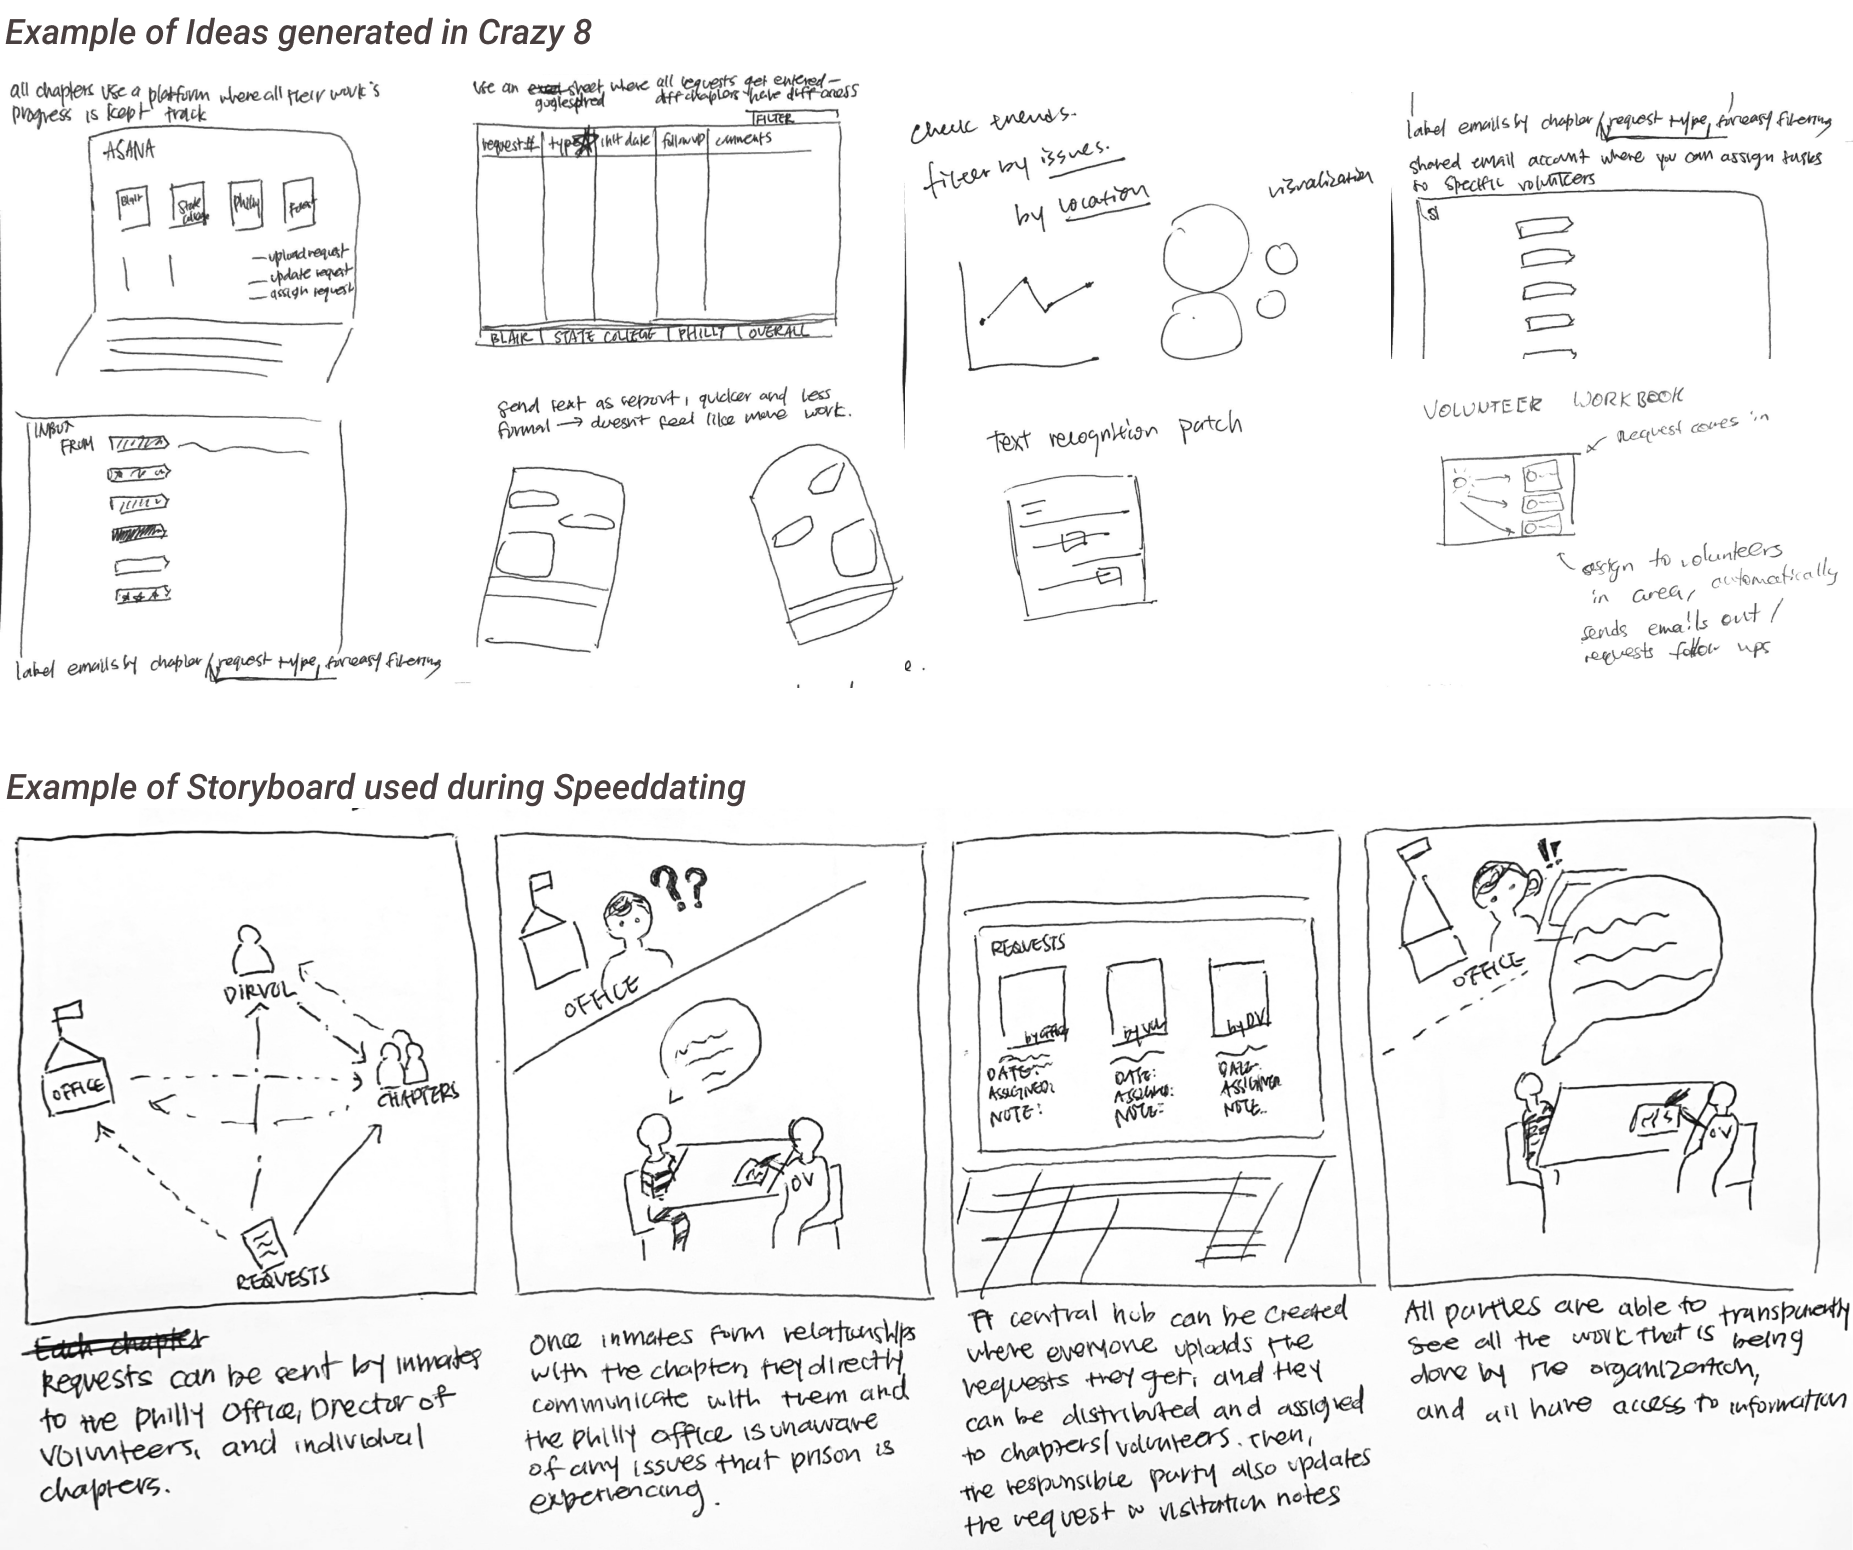 Example of Ideas generated in Crazy 8
all chapters use a platform where all their work's
progress is kept track
ASANA
Blair
State
College
Philly
Forest
— upload request
— update request
— assign request
use an excel sheet where all requests get entered —
diff chapters have diff access
FILTER
request #
type
init date
follow up
comments
BLAIR | STATE COLLEGE | PHILLY | OVERALL
check trends.
filter by issues.
by location
visualization
label emails by chapter / request type, for easy filtering
shared email account where you can assign tasks
to specific volunteers
INPUT
FROM
label emails by chapter / request type, for easy filtering
Send text as report, quicker and less
formal → doesn't feel like more work.
Text recognition patch
VOLUNTEER WORKBOOK
request comes in
assign to volunteers
in area, automatically
sends emails out /
requests follow ups
Example of Storyboard used during Speeddating
DIRVOL
OFFICE
CHAPTERS
REQUESTS
Each chapter
Requests can be sent by inmates
to the Philly Office, Director of
Volunteers, and individual
chapters.
??
OFFICE
OV
Once inmates form relationships
with the chapter, they directly
communicate with them and
the philly office is unaware
of any issues that prison is
experiencing.
REQUESTS
by Office
by Vol
by DV
DATE:
ASSIGNED:
NOTE:
DATE:
ASSIGNED:
NOTE:
DATE:
ASSIGNED
NOTE:
A central hub can be created
where everyone uploads the
requests they get, and they
can be distributed and assigned
to chapters/volunteers. Then,
the responsible party also updates
the request w visitation notes
!!
OFFICE
OV
All parties are able to transparently
see all the work that is being
done by the organization,
and all have access to information